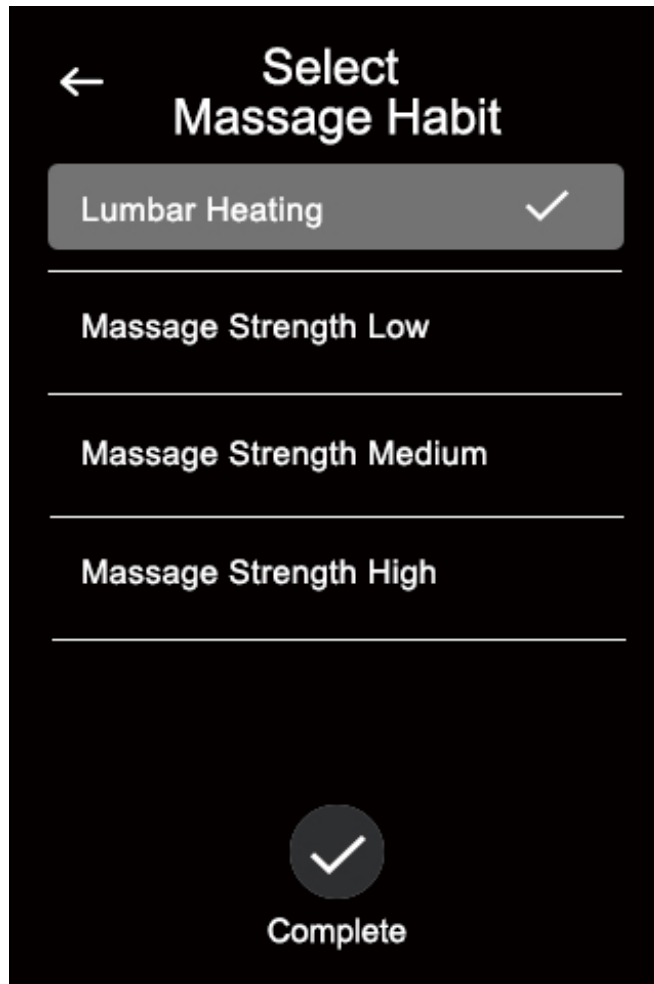 Select
Massage Habit
Lumbar Heating
Massage Strength Low
Massage Strength Medium
Massage Strength High
Complete